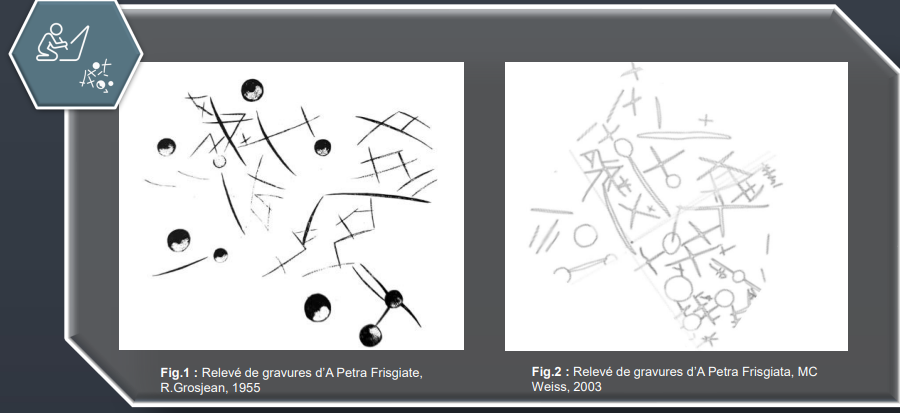 Fig.1 : Relevé de gravures d'A Petra Frisgiate,
R.Grosjean, 1955
Fig.2 : Relevé de gravures d'A Petra Frisgiata, MC
Weiss, 2003